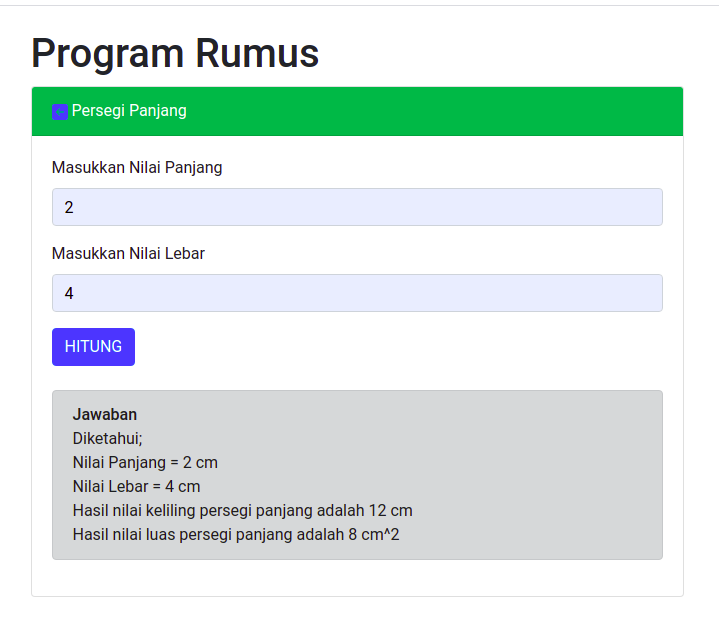 Program Rumus
Persegi Panjang
Masukkan Nilai Panjang
2
Masukkan Nilai Lebar
4
HITUNG
Jawaban
Diketahui;
Nilai Panjang = 2 cm
Nilai Lebar = 4 cm
Hasil nilai keliling persegi panjang adalah 12 cm
Hasil nilai luas persegi panjang adalah 8 cm^2